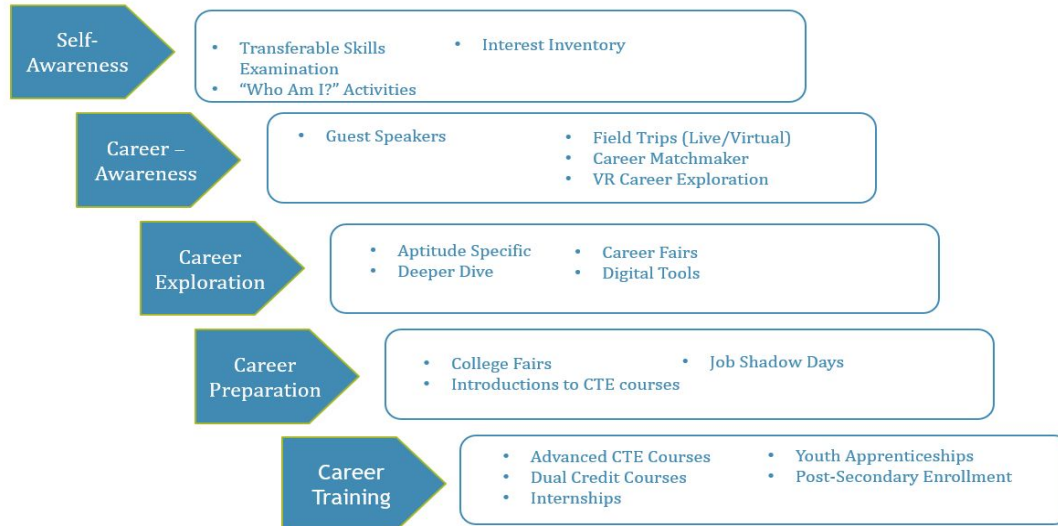 Self-
Awareness
• Transferable Skills
Examination
• “Who Am I?” Activities
• Interest Inventory
Career –
Awareness
• Guest Speakers
• Field Trips (Live/Virtual)
• Career Matchmaker
• VR Career Exploration
Career
Exploration
• Aptitude Specific
• Deeper Dive
• Career Fairs
• Digital Tools
Career
Preparation
• College Fairs
• Introductions to CTE courses
• Job Shadow Days
Career
Training
• Advanced CTE Courses
• Dual Credit Courses
• Internships
• Youth Apprenticeships
• Post-Secondary Enrollment